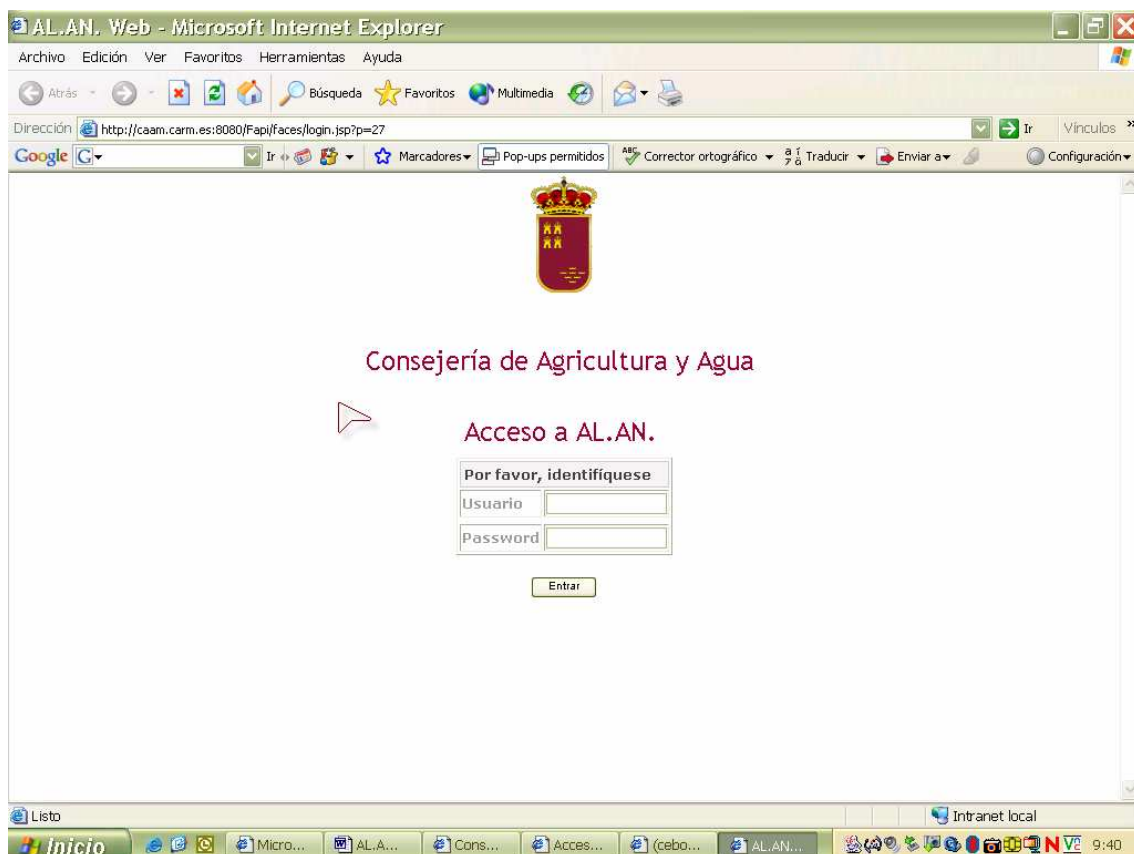 AL.AN. Web - Microsoft Internet Explorer
Archivo Edición Ver Favoritos Herramientas Ayuda
Atrás Búsqueda Favoritos Multimedia
Dirección http://caam.carm.es:8080/Fapi/faces/login.jsp?p=27 Ir Vínculos »
Google G Ir Marcadores Pop-ups permitidos ABC Corrector ortográfico Traducir Enviar a Configuración
Consejería de Agricultura y Agua
Acceso a AL.AN.
Por favor, identifíquese
Usuario
Password
Entrar
Listo Intranet local
Inicio Micro... AL.A... Cons... Acces... (cebo... AL.AN... N 9:40